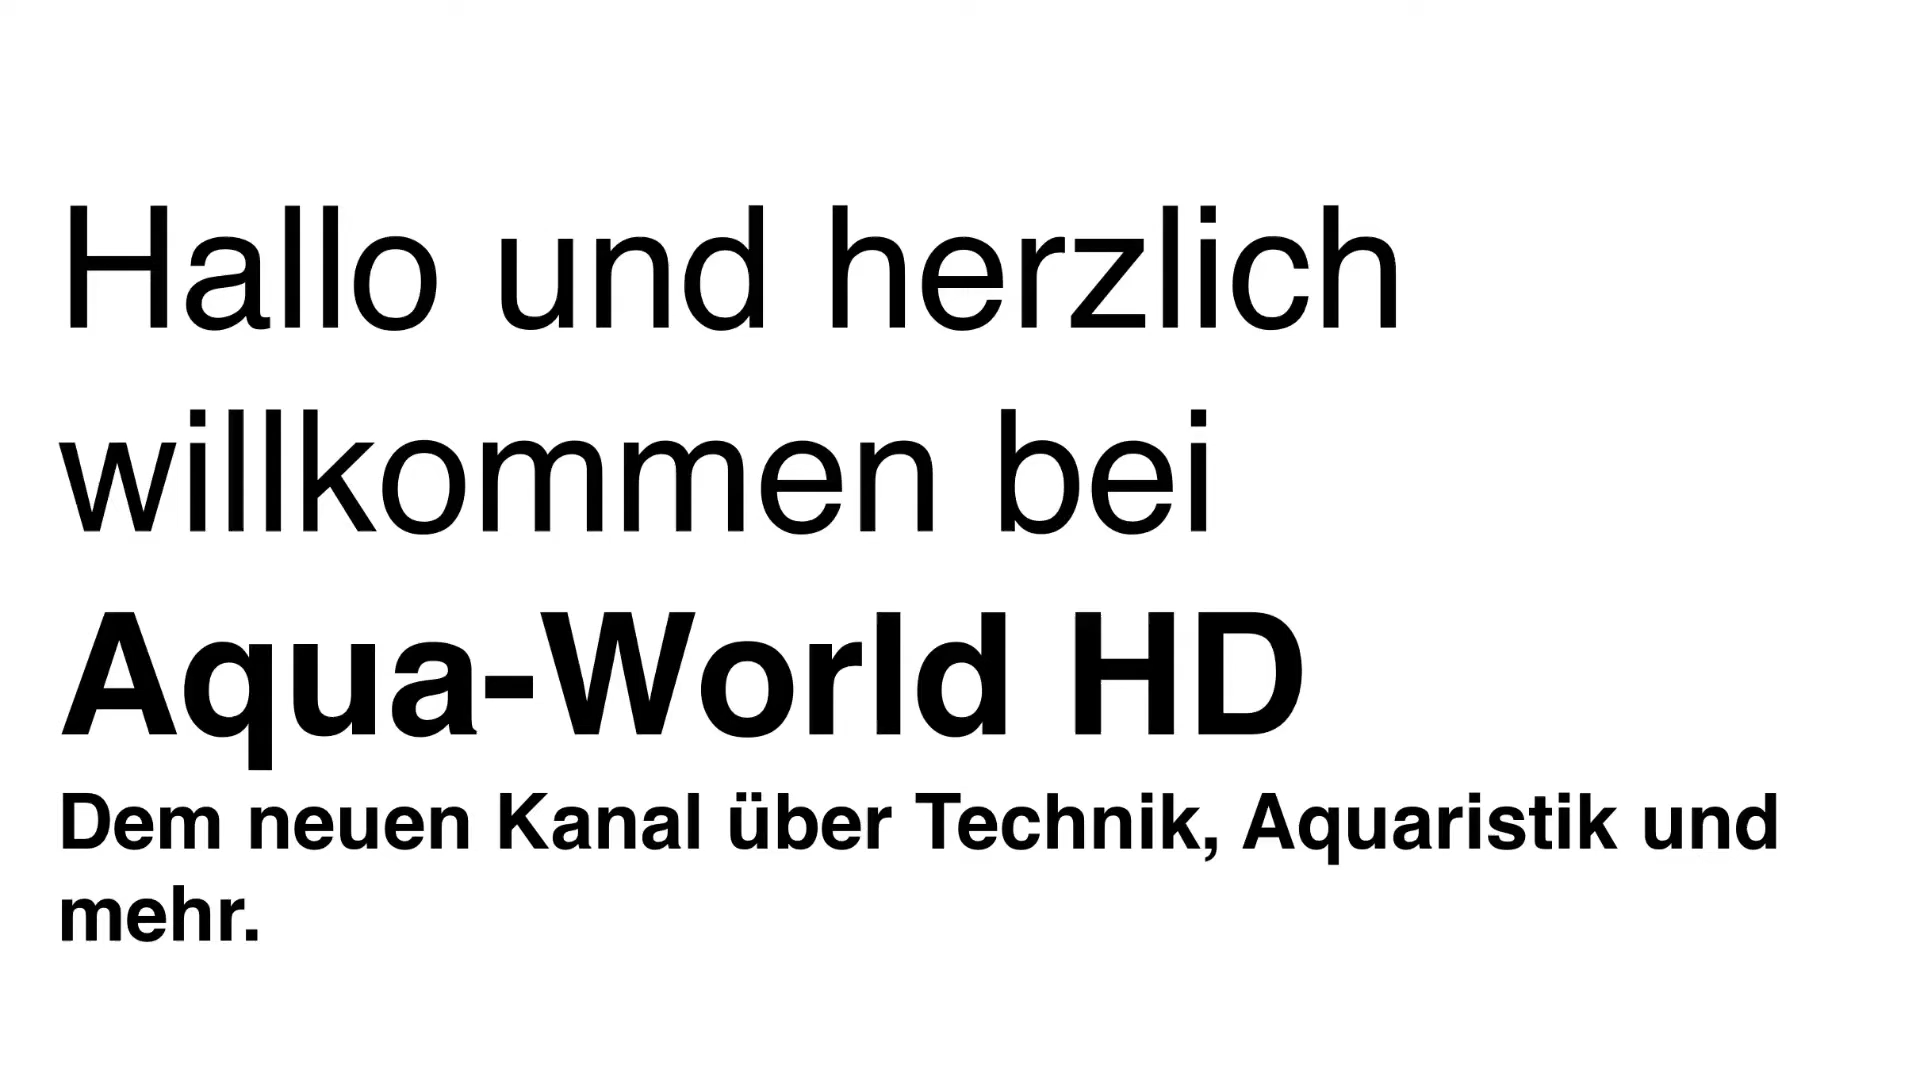 Hallo und herzlich
willkommen bei
Aqua-World HD
Dem neuen Kanal über Technik, Aquaristik und
mehr.